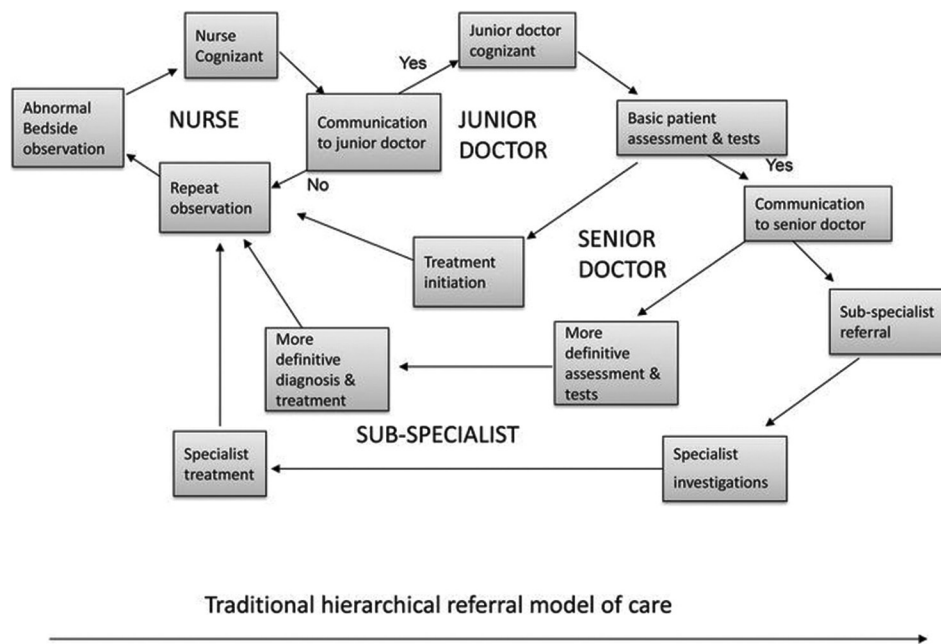 Nurse
Cognizant
Junior doctor
cognizant
Yes
Abnormal
Bedside
observation
NURSE
Communication
to junior doctor
JUNIOR
DOCTOR
Basic patient
assessment & tests
Yes
No
Repeat
observation
Communication
to senior doctor
SENIOR
DOCTOR
Treatment
initiation
Sub-specialist
referral
More
definitive
diagnosis &
treatment
More
definitive
assessment &
tests
SUB-SPECIALIST
Specialist
treatment
Specialist
investigations
Traditional hierarchical referral model of care